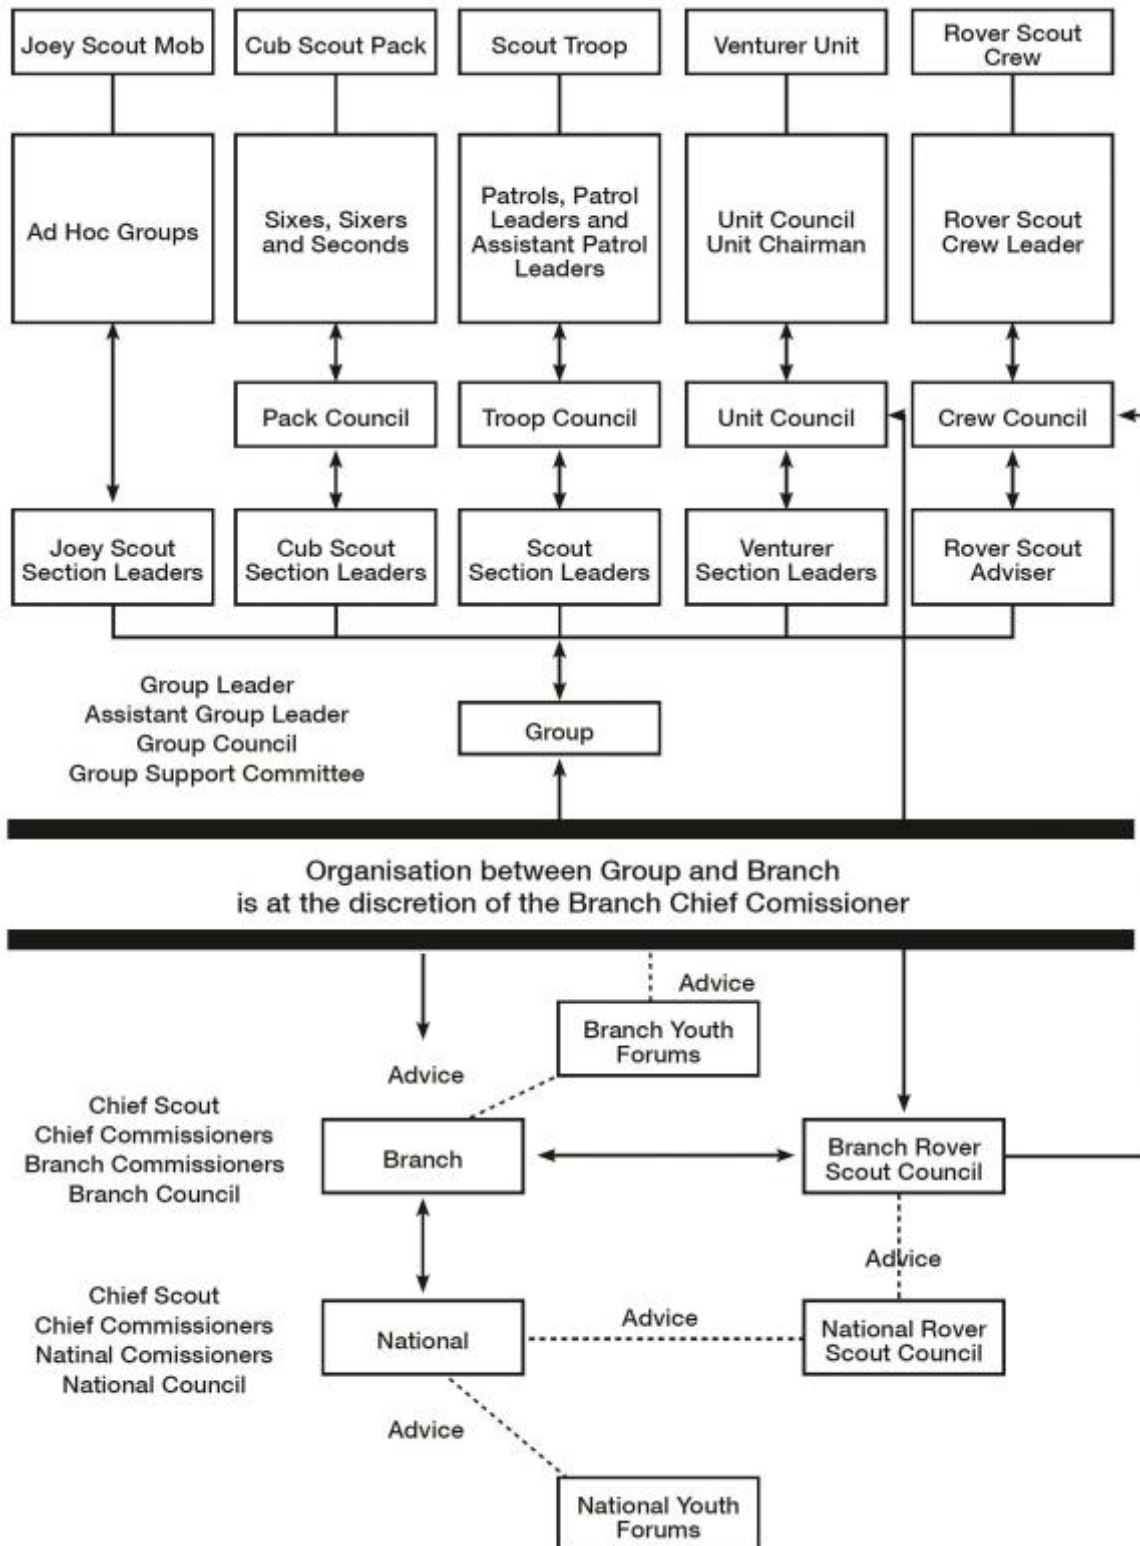 Joey Scout Mob
Cub Scout Pack
Scout Troop
Venturer Unit
Rover Scout
Crew
Ad Hoc Groups
Sixes, Sixers
and Seconds
Patrols, Patrol
Leaders and
Assistant Patrol
Leaders
Unit Council
Unit Chairman
Rover Scout
Crew Leader
Pack Council
Troop Council
Unit Council
Crew Council
Joey Scout
Section Leaders
Cub Scout
Section Leaders
Scout
Section Leaders
Venturer
Section Leaders
Rover Scout
Adviser
Group Leader
Assistant Group Leader
Group Council
Group Support Committee
Group
Organisation between Group and Branch
is at the discretion of the Branch Chief Comissioner
Advice
Branch Youth
Forums
Advice
Chief Scout
Chief Commissioners
Branch Commissioners
Branch Council
Branch
Branch Rover
Scout Council
Advice
Chief Scout
Chief Commissioners
Natinal Comissioners
National Council
National
Advice
National Rover
Scout Council
Advice
National Youth
Forums